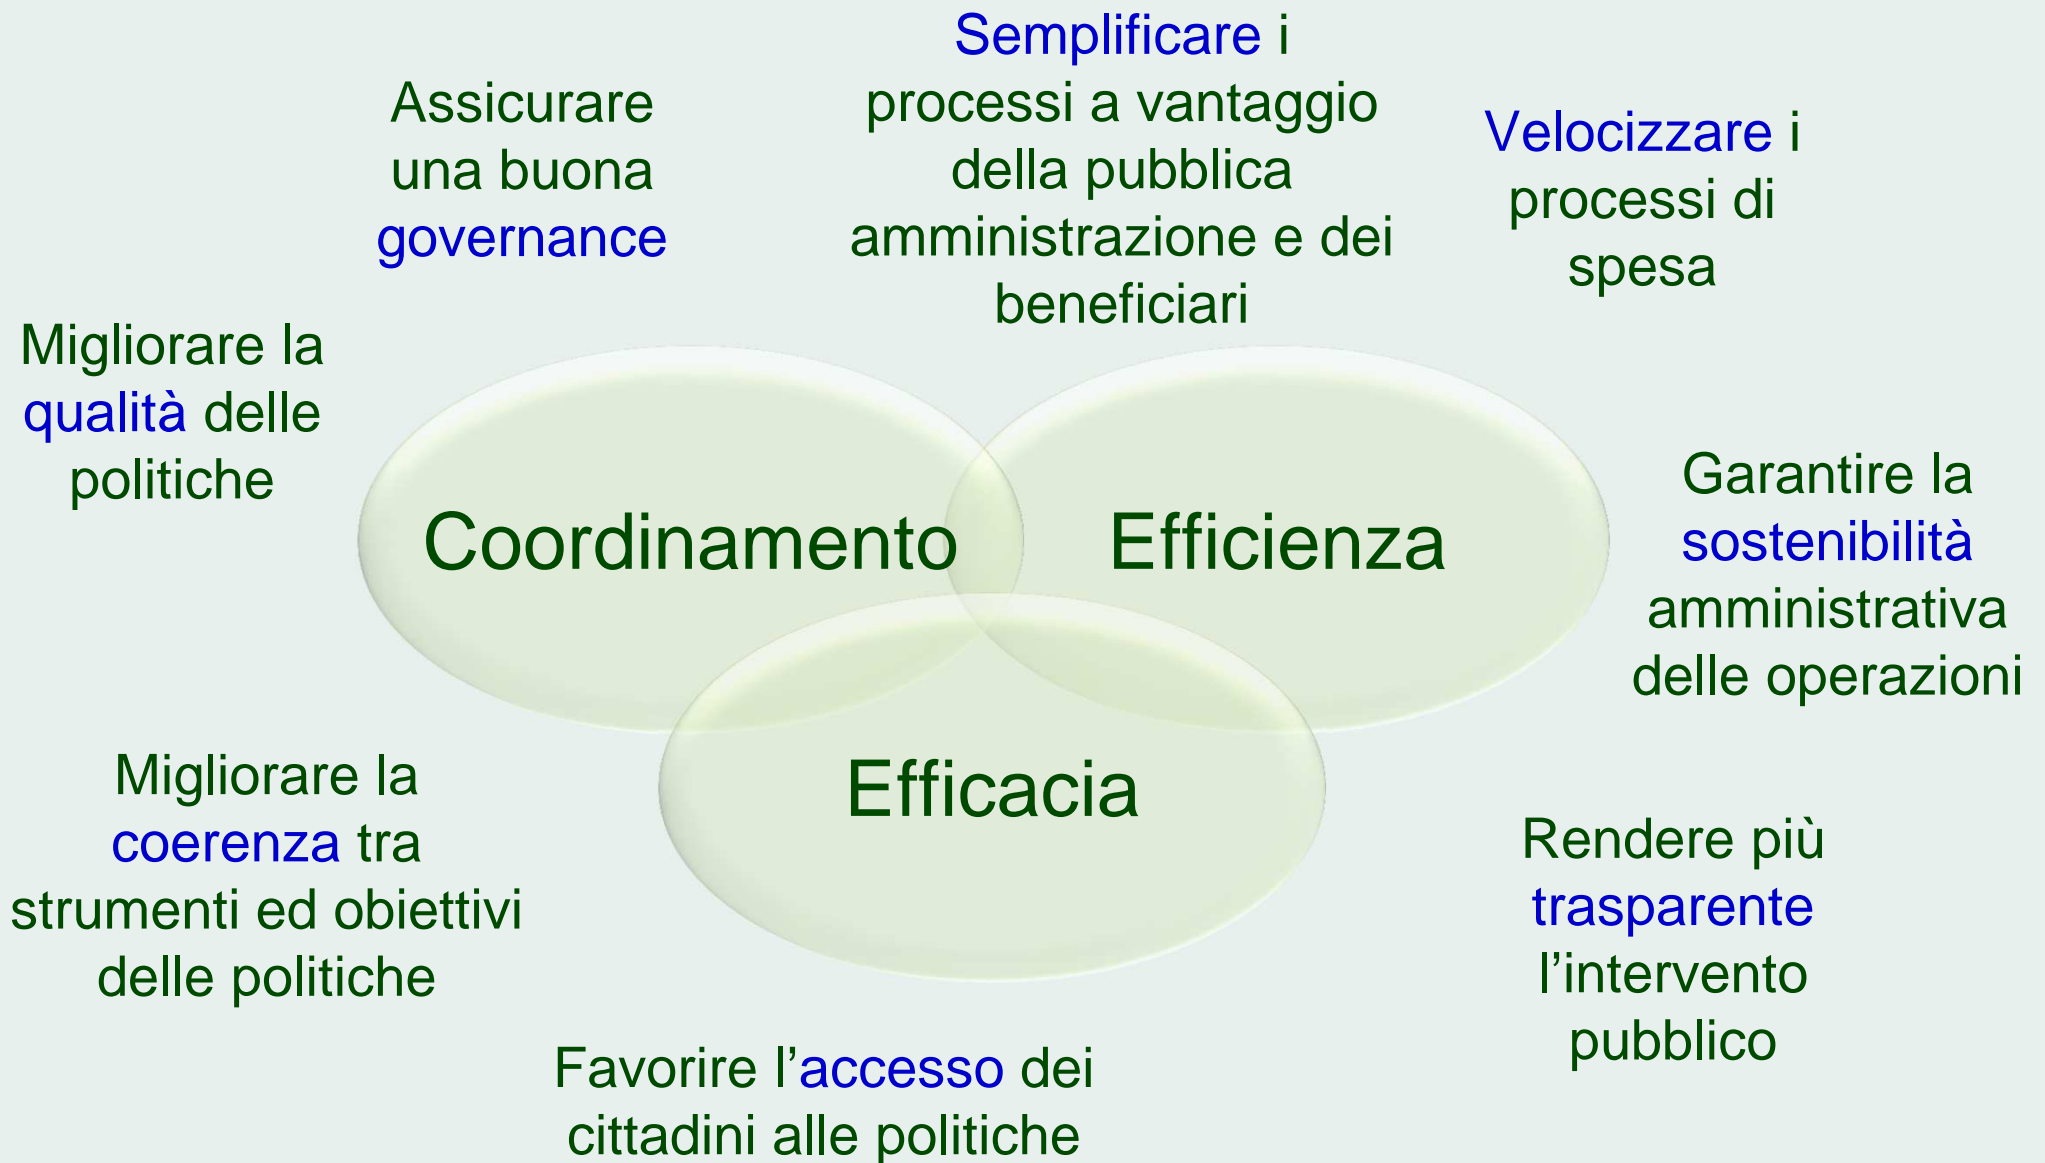 Semplificare i
processi a vantaggio
della pubblica
amministrazione e dei
beneficiari
Assicurare
una buona
governance
Velocizzare i
processi di
spesa
Migliorare la
qualità delle
politiche
Garantire la
sostenibilità
amministrativa
delle operazioni
Coordinamento
Efficienza
Efficacia
Migliorare la
coerenza tra
strumenti ed obiettivi
delle politiche
Rendere più
trasparente
l’intervento
pubblico
Favorire l’accesso dei
cittadini alle politiche